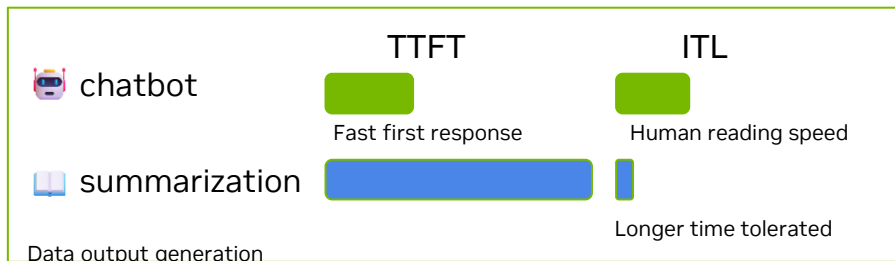 TTFT ITL
chatbot
Fast first response Human reading speed
summarization
Longer time tolerated
Data output generation